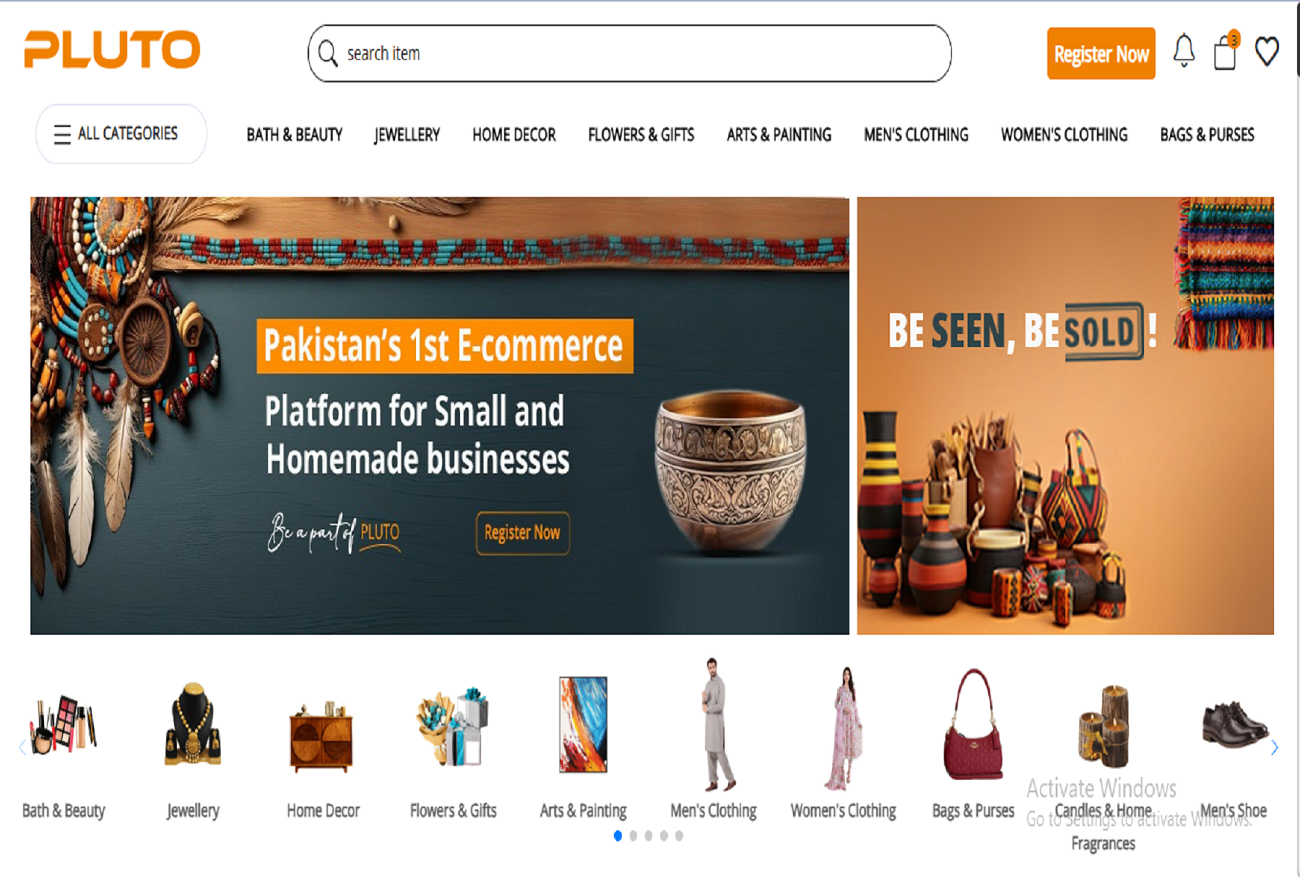 PLUTO
search item
Register Now
3
ALL CATEGORIES
BATH & BEAUTY
JEWELLERY
HOME DECOR
FLOWERS & GIFTS
ARTS & PAINTING
MEN'S CLOTHING
WOMEN'S CLOTHING
BAGS & PURSES
Pakistan's 1st E-commerce
Platform for Small and
Homemade businesses
Be a part of PLUTO
Register Now
BE SEEN, BE SOLD !
Bath & Beauty
Jewellery
Home Decor
Flowers & Gifts
Arts & Painting
Men's Clothing
Women's Clothing
Bags & Purses
Candles & Home
Fragrances
Men's Shoe
Activate Windows
Go to Settings to activate Windows.